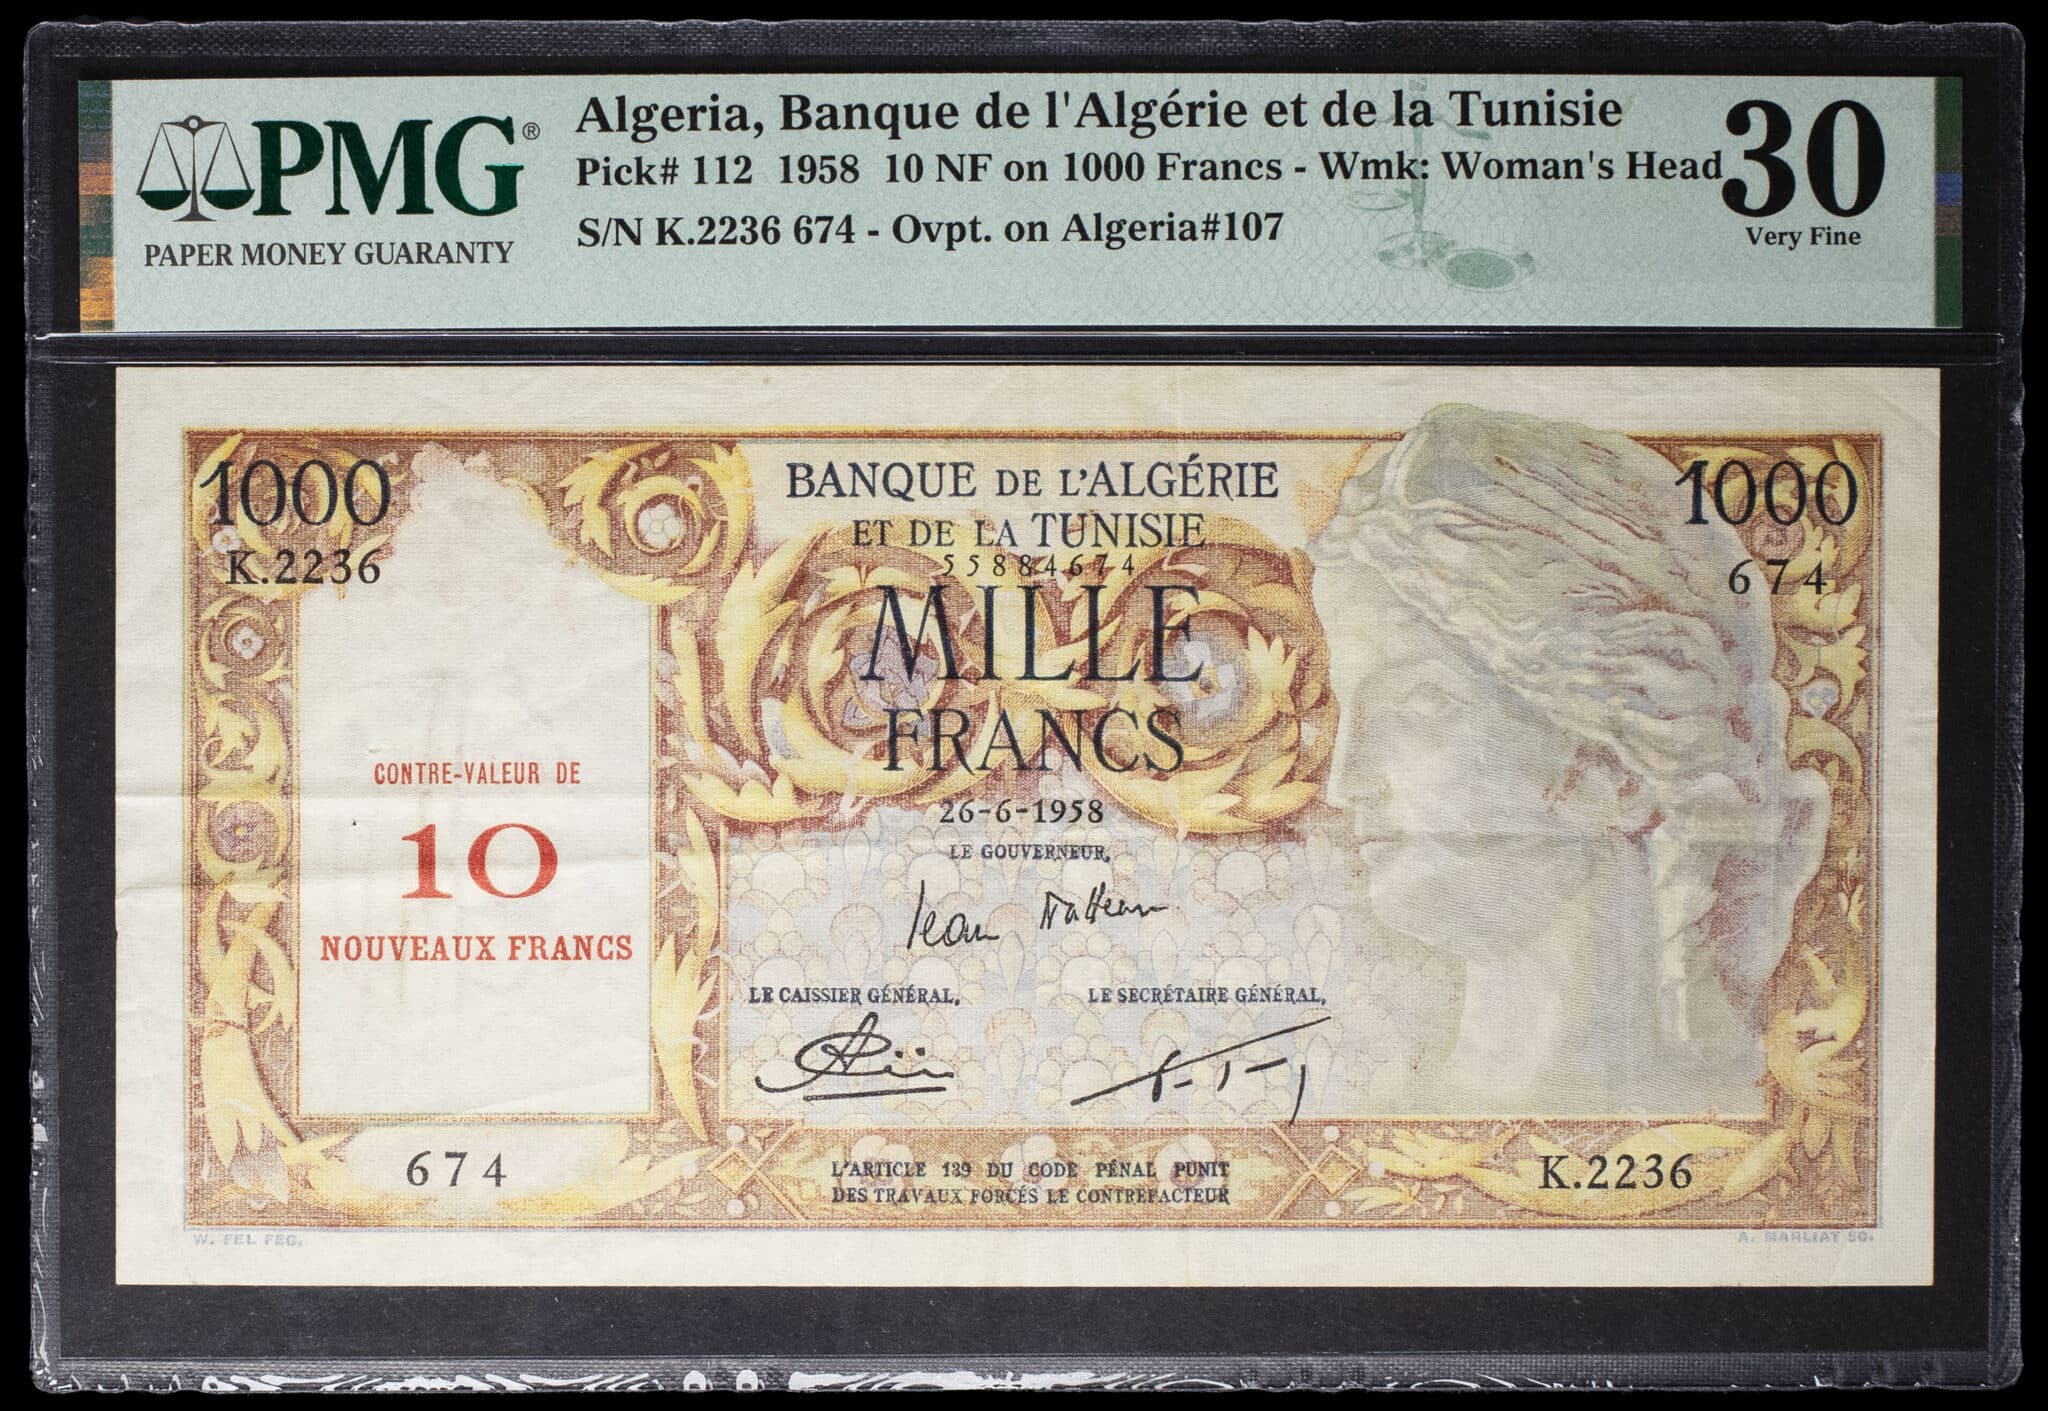 PMG®
PAPER MONEY GUARANTY
Algeria, Banque de l'Algérie et de la Tunisie
Pick# 112 1958 10 NF on 1000 Francs - Wmk: Woman's Head
S/N K.2236 674 - Ovpt. on Algeria#107
30
Very Fine
1000
K.2236
BANQUE DE L'ALGÉRIE
ET DE LA TUNISIE
55884674
MILLE
FRANCS
1000
674
CONTRE-VALEUR DE
10
NOUVEAUX FRANCS
26-6-1958
LE GOUVERNEUR,
LE CAISSIER GÉNÉRAL,
LE SECRÉTAIRE GÉNÉRAL,
674
L'ARTICLE 139 DU CODE PÉNAL PUNIT
DES TRAVAUX FORCÉS LE CONTREFACTEUR
K.2236
W. FEL FEC.
A. MARLIAT SC.